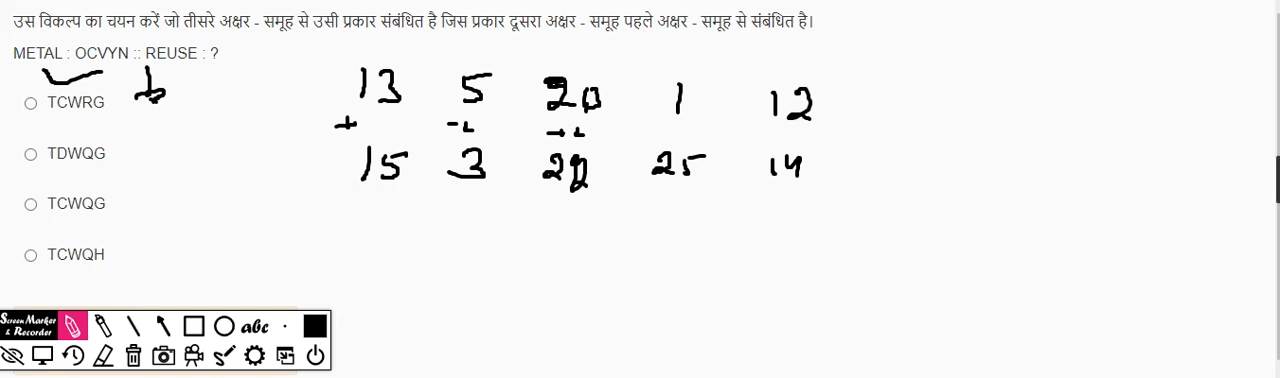 उस विकल्प का चयन करें जो तीसरे अक्षर - समूह से उसी प्रकार संबंधित है जिस प्रकार दूसरा अक्षर - समूह पहले अक्षर - समूह से संबंधित है।
METAL : OCVYN :: REUSE : ?
13 5 20 1 12
TCWRG
+ -2 +2
15 3 22 25 14
TDWQG
TCWQG
TCWQH
Screen Marker & Recorder
abc